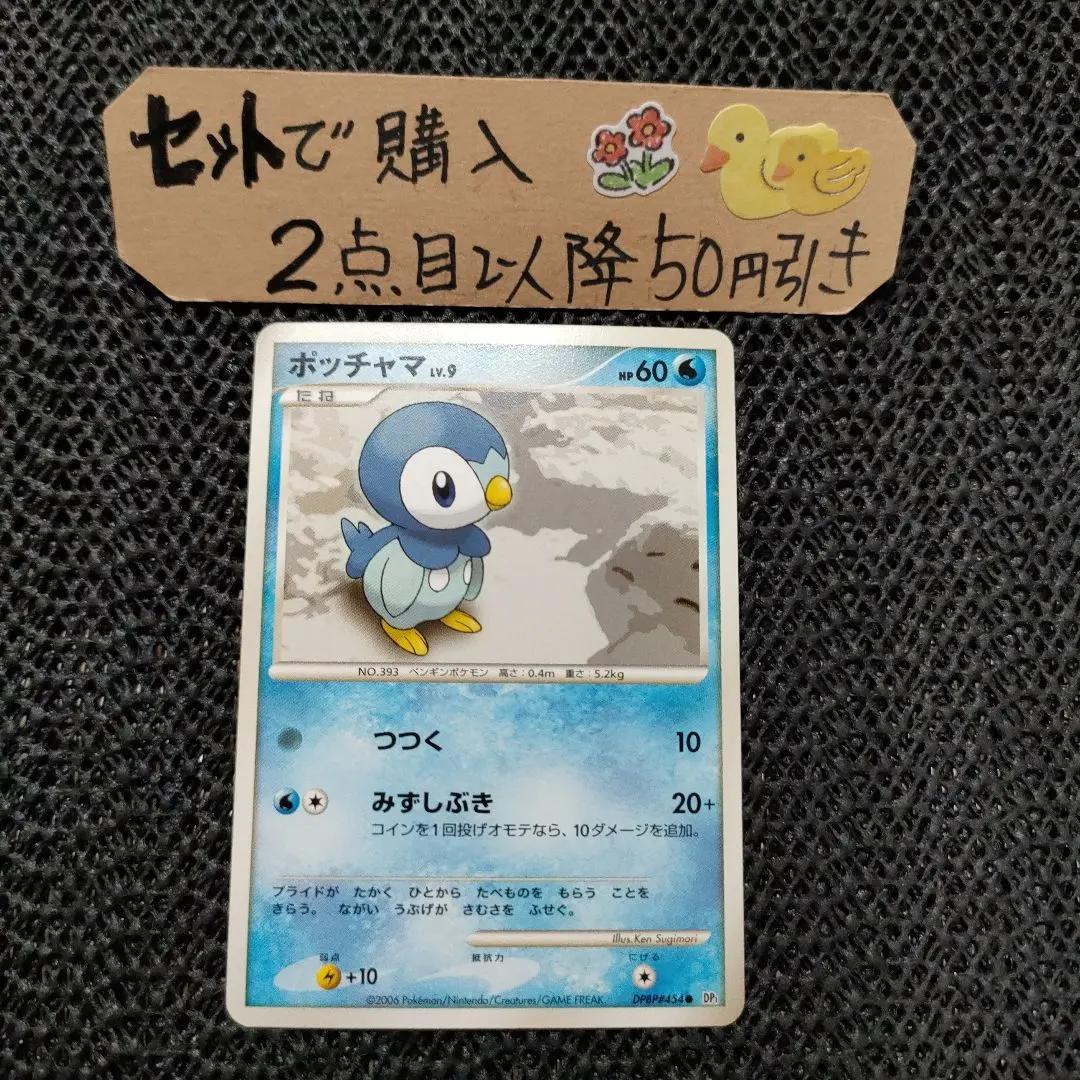 セットで購入
2点目以降50円引き
ポッチャマ LV.9 HP60
たね
NO.393 ペンギンポケモン 高さ:0.4m 重さ:5.2kg
つつく 10
みずしぶき 20+
コインを1回投げオモテなら、10ダメージを追加。
プライドが たかく ひとから たべものを もらう ことを
きらう。 ながい うぶげが さむさを ふせぐ。
Illus. Ken Sugimori
弱点 抵抗力 にげる
+10
©2006 Pokémon/Nintendo/Creatures/GAME FREAK. DPBP#454● DP1